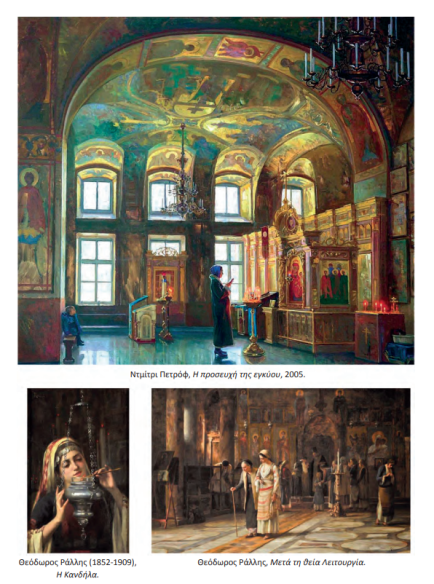 Ντμίτρι Πετρόφ, Η προσευχή της εγκύου, 2005.
Θεόδωρος Ράλλης (1852-1909),
Η Κανδήλα.
Θεόδωρος Ράλλης, Μετά τη θεία Λειτουργία.